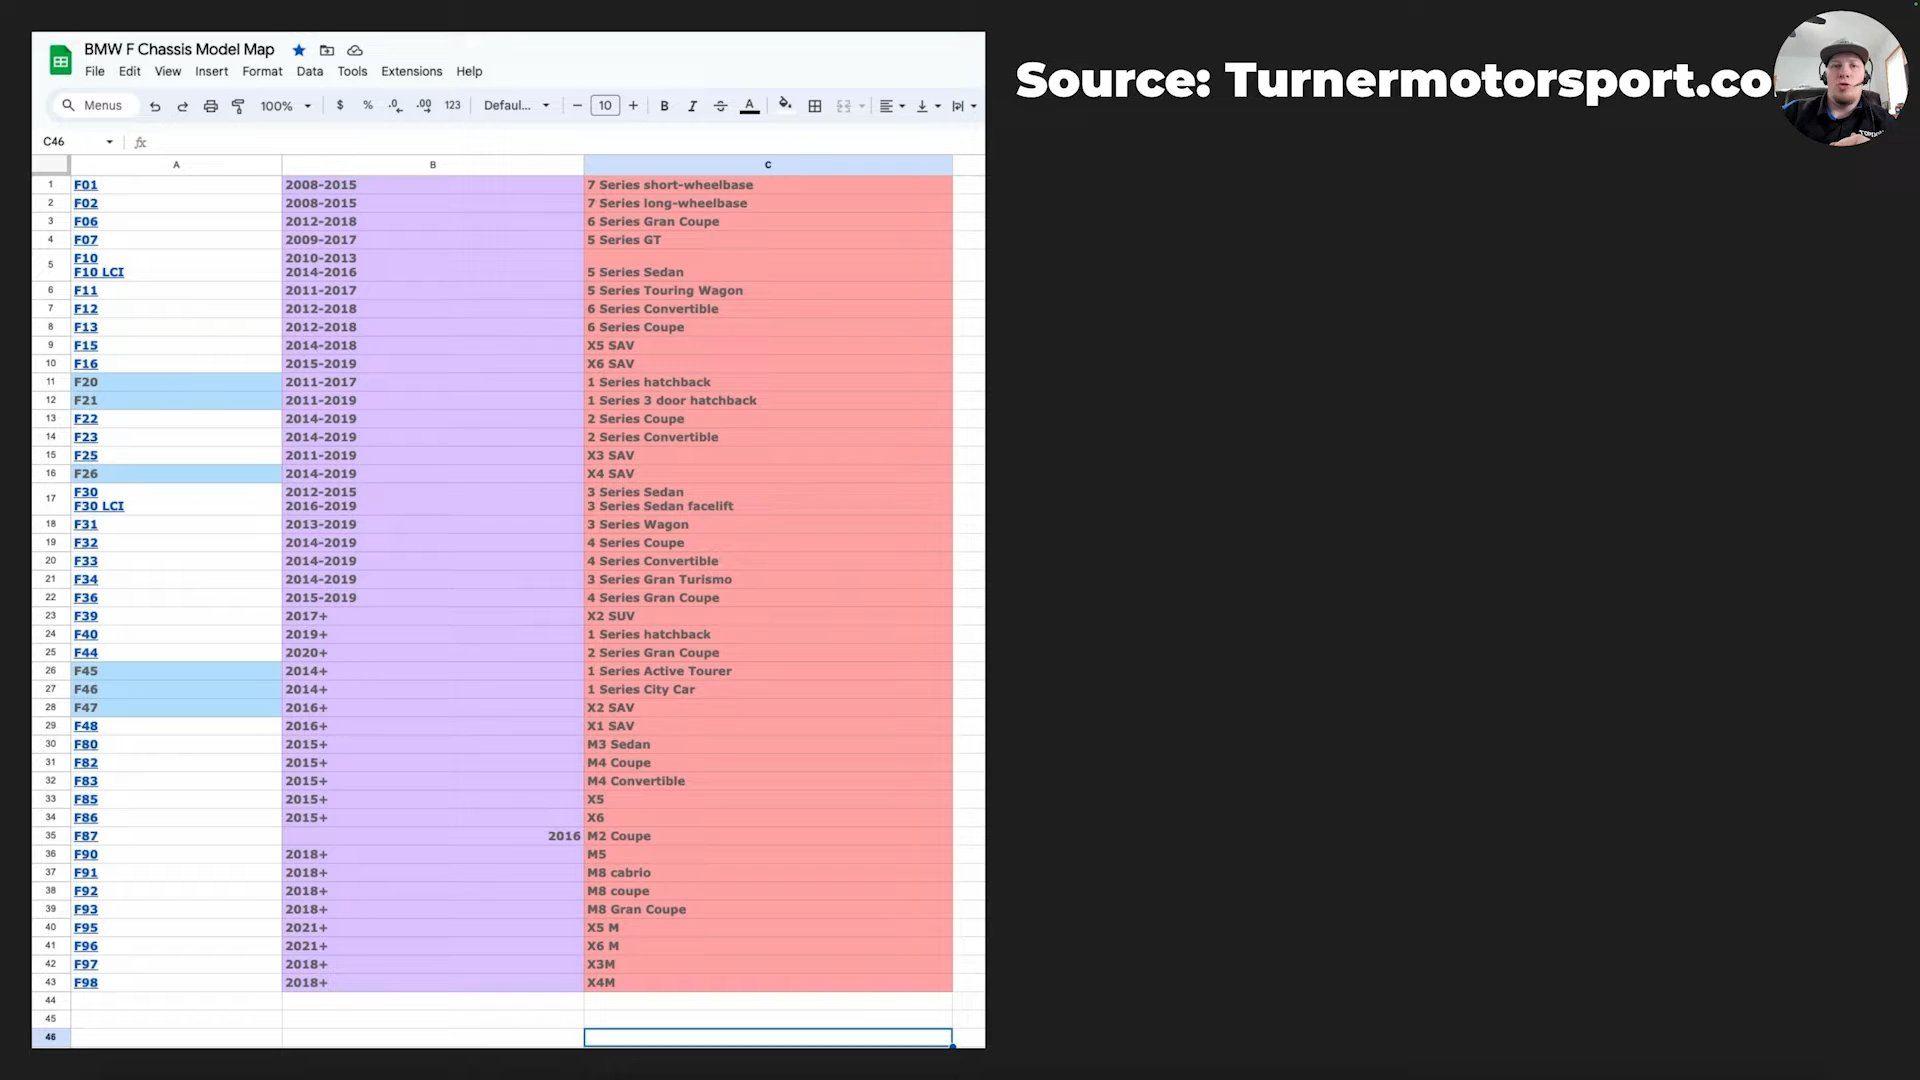 BMW F Chassis Model Map
File Edit View Insert Format Data Tools Extensions Help
Menus 100% $ % .0 .00 123 Defaul... 10 B I S A
C46 fx
A B C
1 F01 2008-2015 7 Series short-wheelbase
2 F02 2008-2015 7 Series long-wheelbase
3 F06 2012-2018 6 Series Gran Coupe
4 F07 2009-2017 5 Series GT
F10 2010-2013
5 F10 LCI 2014-2016 5 Series Sedan
6 F11 2011-2017 5 Series Touring Wagon
7 F12 2012-2018 6 Series Convertible
8 F13 2012-2018 6 Series Coupe
9 F15 2014-2018 X5 SAV
10 F16 2015-2019 X6 SAV
11 F20 2011-2017 1 Series hatchback
12 F21 2011-2019 1 Series 3 door hatchback
13 F22 2014-2019 2 Series Coupe
14 F23 2014-2019 2 Series Convertible
15 F25 2011-2019 X3 SAV
16 F26 2014-2019 X4 SAV
17 F30 2012-2015 3 Series Sedan
F30 LCI 2016-2019 3 Series Sedan facelift
18 F31 2013-2019 3 Series Wagon
19 F32 2014-2019 4 Series Coupe
20 F33 2014-2019 4 Series Convertible
21 F34 2014-2019 3 Series Gran Turismo
22 F36 2015-2019 4 Series Gran Coupe
23 F39 2017+ X2 SUV
24 F40 2019+ 1 Series hatchback
25 F44 2020+ 2 Series Gran Coupe
26 F45 2014+ 1 Series Active Tourer
27 F46 2014+ 1 Series City Car
28 F47 2016+ X2 SAV
29 F48 2016+ X1 SAV
30 F80 2015+ M3 Sedan
31 F82 2015+ M4 Coupe
32 F83 2015+ M4 Convertible
33 F85 2015+ X5
34 F86 2015+ X6
35 F87 2016 M2 Coupe
36 F90 2018+ M5
37 F91 2018+ M8 cabrio
38 F92 2018+ M8 coupe
39 F93 2018+ M8 Gran Coupe
40 F95 2021+ X5 M
41 F96 2021+ X6 M
42 F97 2018+ X3M
43 F98 2018+ X4M
44
45
46
Source: Turnermotorsport.co